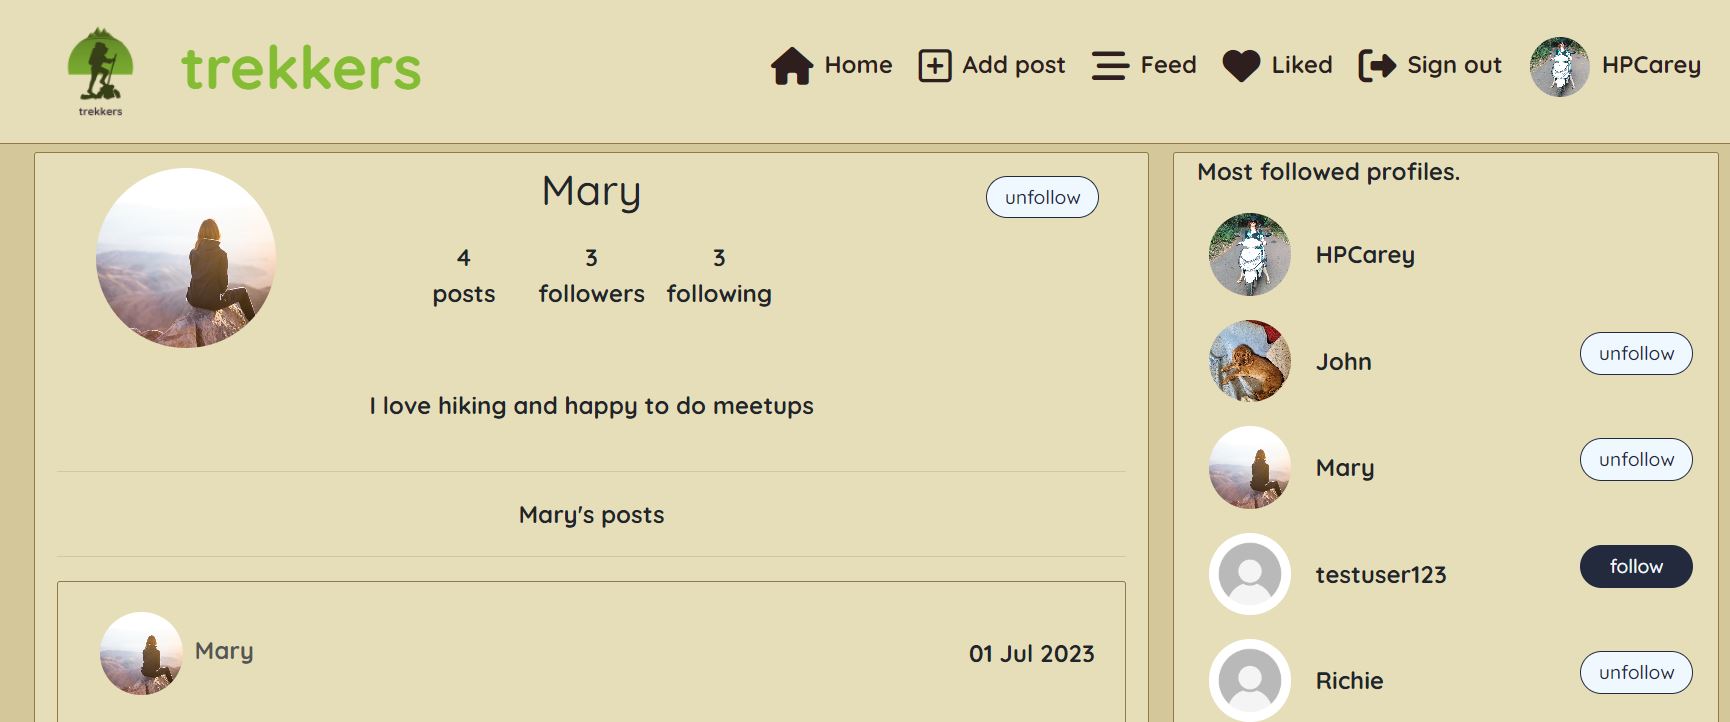 trekkers
trekkers
Home Add post Feed Liked Sign out HPCarey
Mary
unfollow
4 3 3
posts followers following
I love hiking and happy to do meetups
Mary's posts
Mary
01 Jul 2023
Most followed profiles.
HPCarey
John unfollow
Mary unfollow
testuser123 follow
Richie unfollow